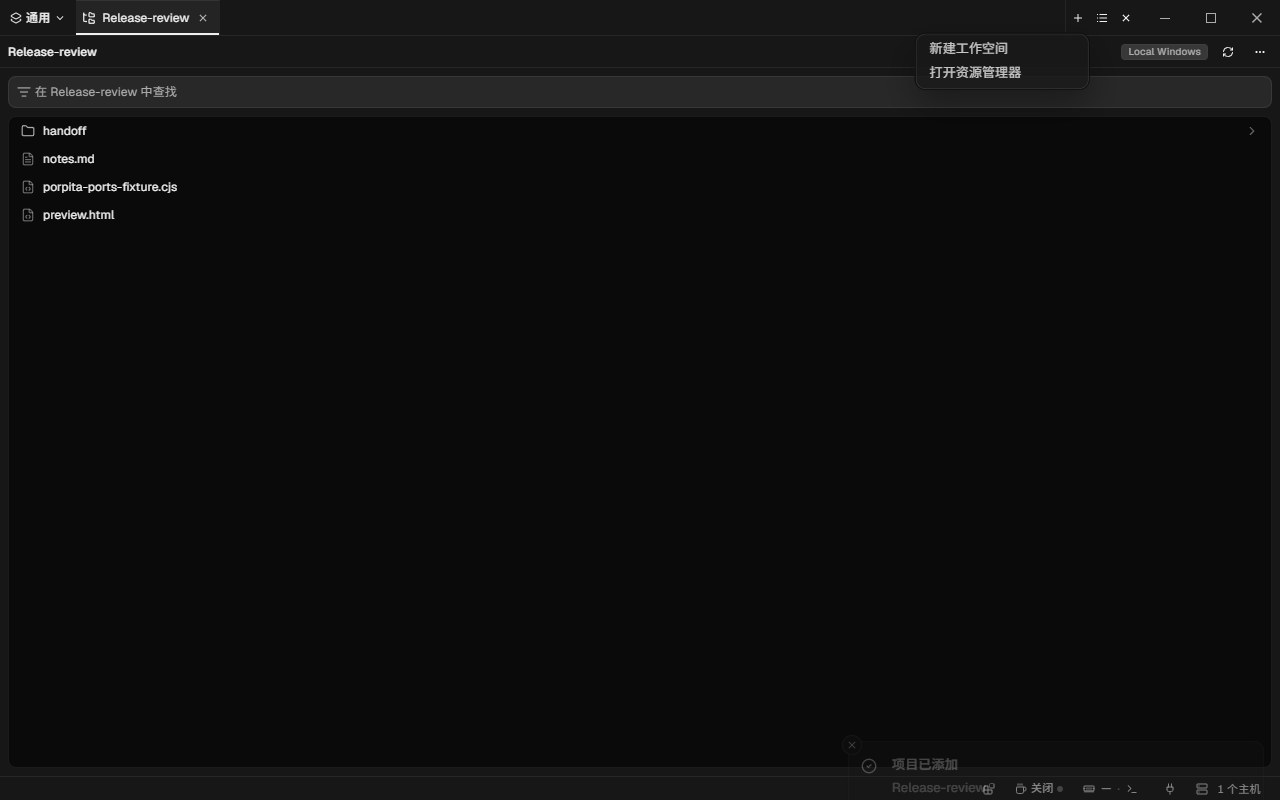 通用
Release-review
Release-review
新建工作空间
打开资源管理器
Local Windows
在 Release-review 中查找
handoff
notes.md
porpita-ports-fixture.cjs
preview.html
项目已添加
Release-review
关闭
1 个主机